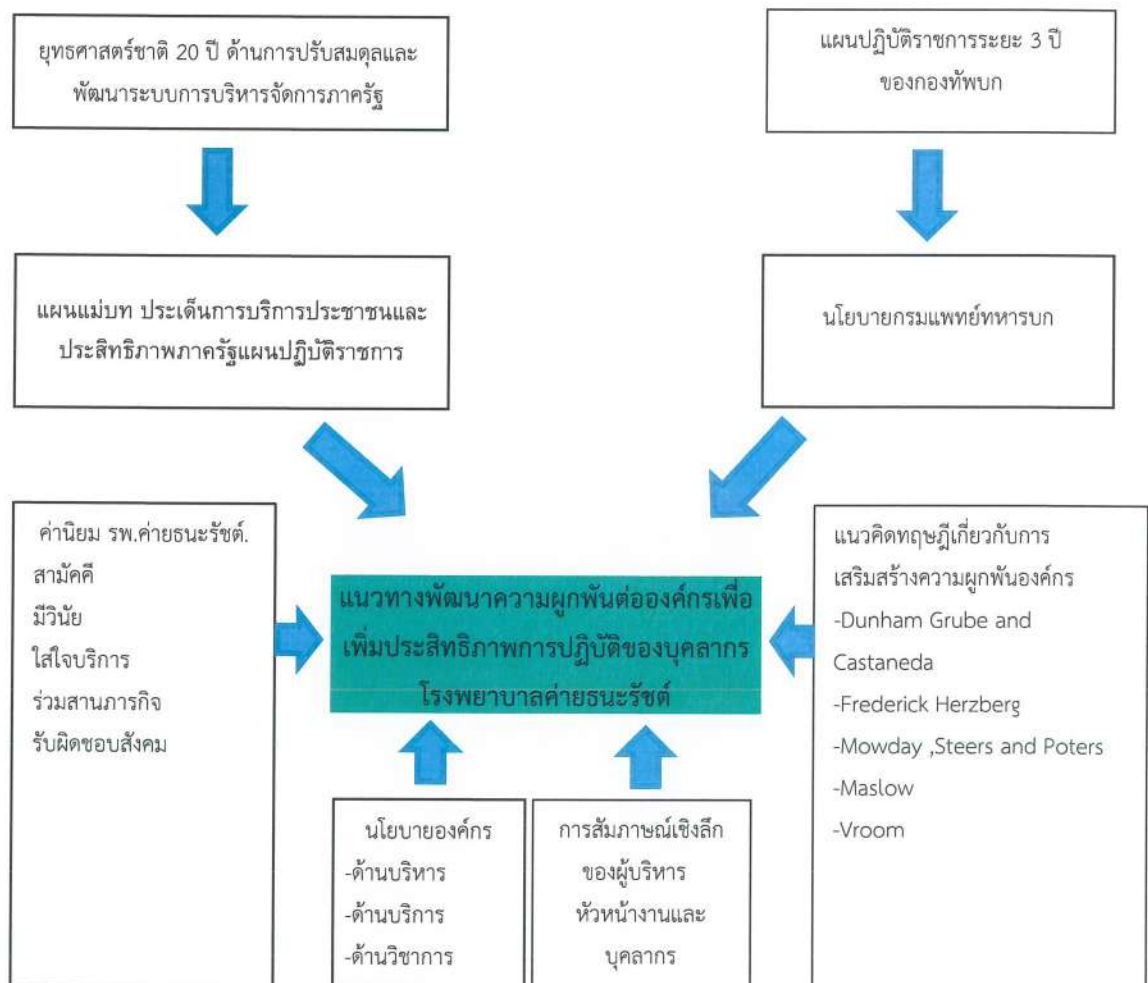 ยุทธศาสตร์ชาติ 20 ปี ด้านการปรับสมดุลและ
พัฒนาระบบการบริหารจัดการภาครัฐ
แผนปฏิบัติราชการระยะ 3 ปี
ของกองทัพบก
แผนแม่บท ประเด็นการบริการประชาชนและ
ประสิทธิภาพภาครัฐแผนปฏิบัติราชการ
นโยบายกรมแพทย์ทหารบก
ค่านิยม รพ.ค่ายธนะรัชต์.
สามัคคี
มีวินัย
ใส่ใจบริการ
ร่วมสานภารกิจ
รับผิดชอบสังคม
แนวทางพัฒนาความผูกพันต่อองค์กรเพื่อ
เพิ่มประสิทธิภาพการปฏิบัติของบุคลากร
โรงพยาบาลค่ายธนะรัชต์
แนวคิดทฤษฎีเกี่ยวกับการ
เสริมสร้างความผูกพันองค์กร
-Dunham Grube and
Castaneda
-Frederick Herzberg
-Mowday ,Steers and Poters
-Maslow
-Vroom
นโยบายองค์กร
-ด้านบริหาร
-ด้านบริการ
-ด้านวิชาการ
การสัมภาษณ์เชิงลึก
ของผู้บริหาร
หัวหน้างานและ
บุคลากร